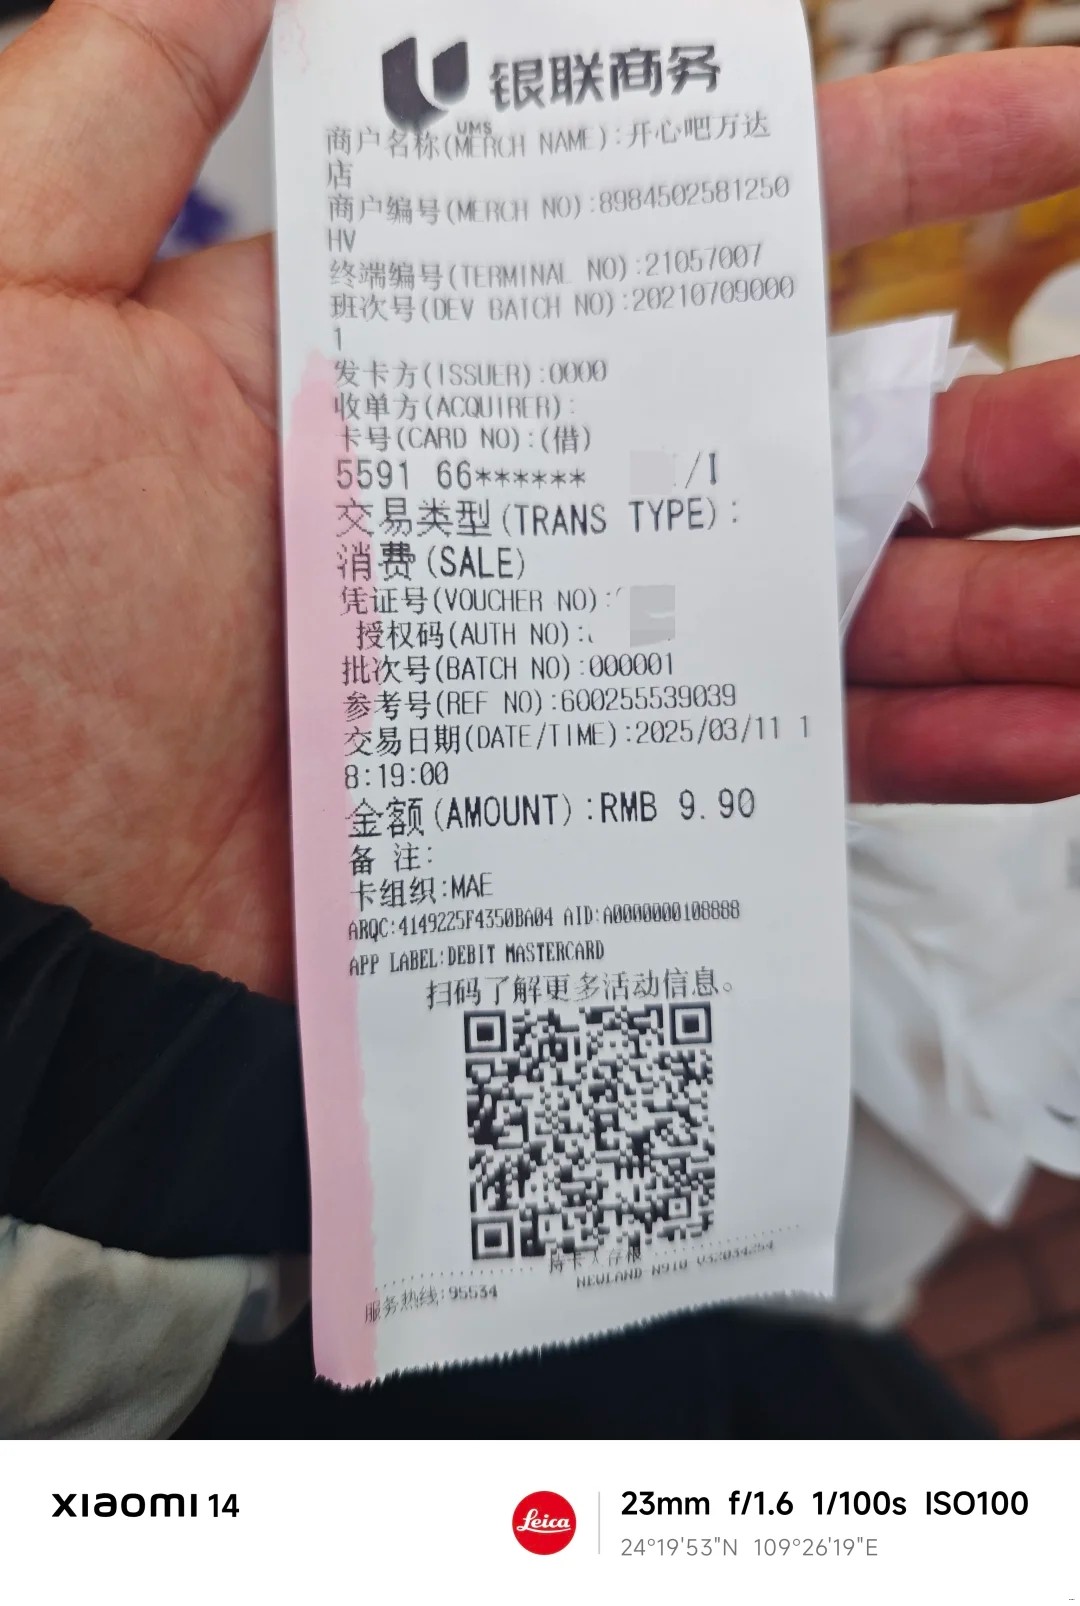 银联商务
UMS
商户名称(MERCH NAME):开心吧万达
店
商户编号(MERCH NO):8984502581250
HV
终端编号(TERMINAL NO):21057007
班次号(DEV BATCH NO):20210709000
1
发卡方(ISSUER):0000
收单方(ACQUIRER):
卡号(CARD NO):(借)
5591 66****** /I
交易类型(TRANS TYPE):
消费(SALE)
凭证号(VOUCHER NO):
授权码(AUTH NO):
批次号(BATCH NO):000001
参考号(REF NO):600255539039
交易日期(DATE/TIME):2025/03/11 1
8:19:00
金额(AMOUNT):RMB 9.90
备 注:
卡组织:MAE
ARQC:4149225F4350BA04 AID:A0000000108888
APP LABEL:DEBIT MASTERCARD
扫码了解更多活动信息。
持卡人存根
服务热线:95534 NEWLAND-N910
XIAOMI 14
Leica
23mm f/1.6 1/100s ISO100
24°19'53"N 109°26'19"E